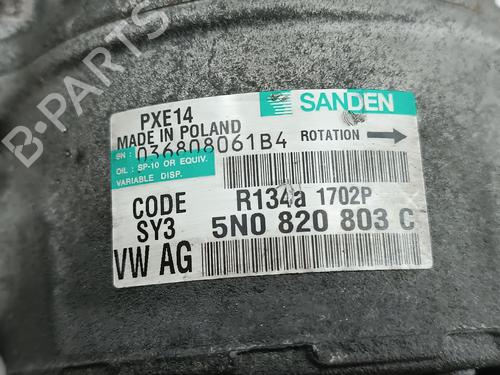 PXE14
SANDEN
MADE IN POLAND
ROTATION
SN: 036808061B4
OIL: SP-10 OR EQUIV.
VARIABLE DISP.
CODE
R134a 1702P
SY3
5N0 820 803 C
VW AG
B-PARTS